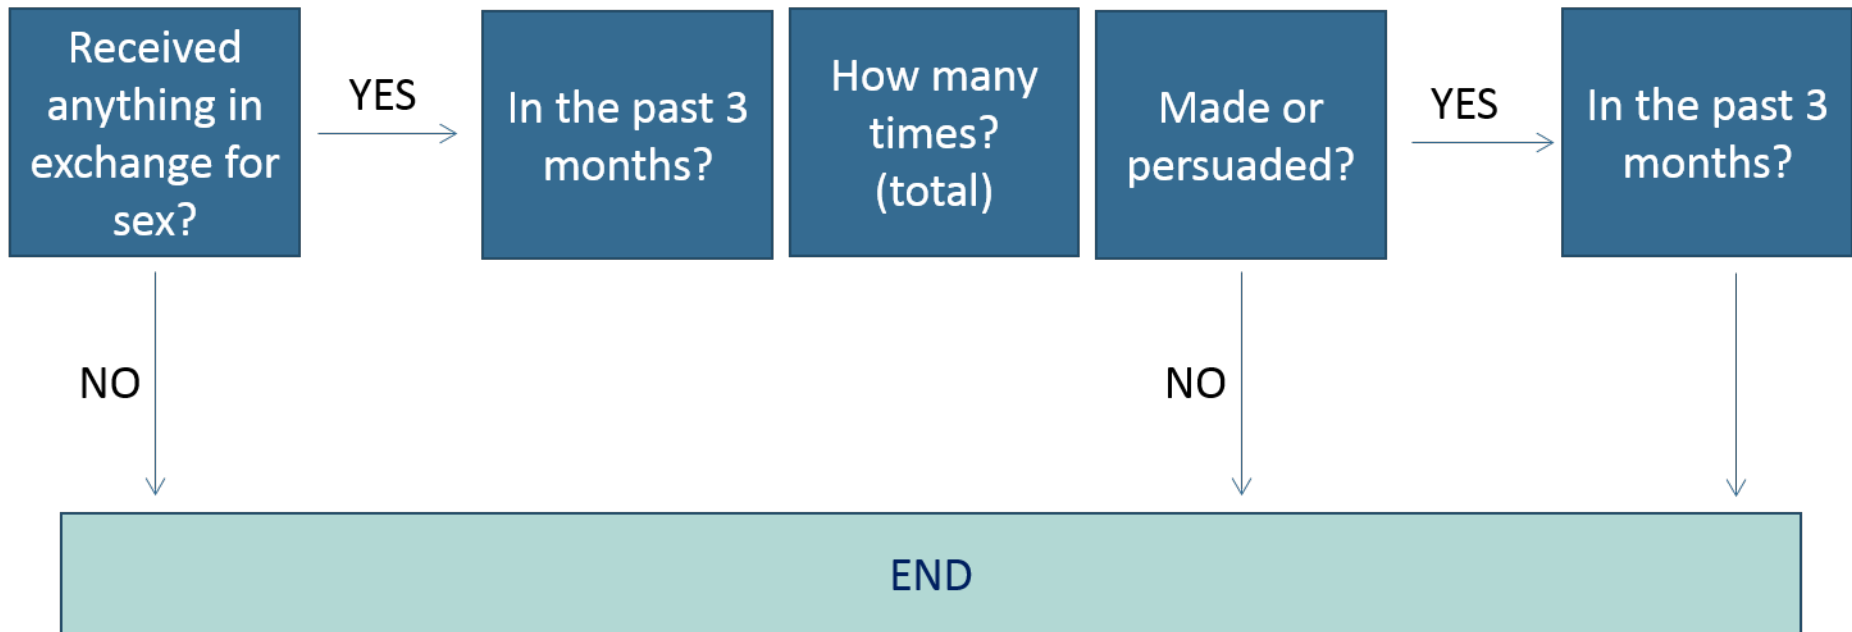 Received
anything in
exchange for
sex?
YES
In the past 3
months?
How many
times?
(total)
Made or
persuaded?
YES
In the past 3
months?
NO
NO
END